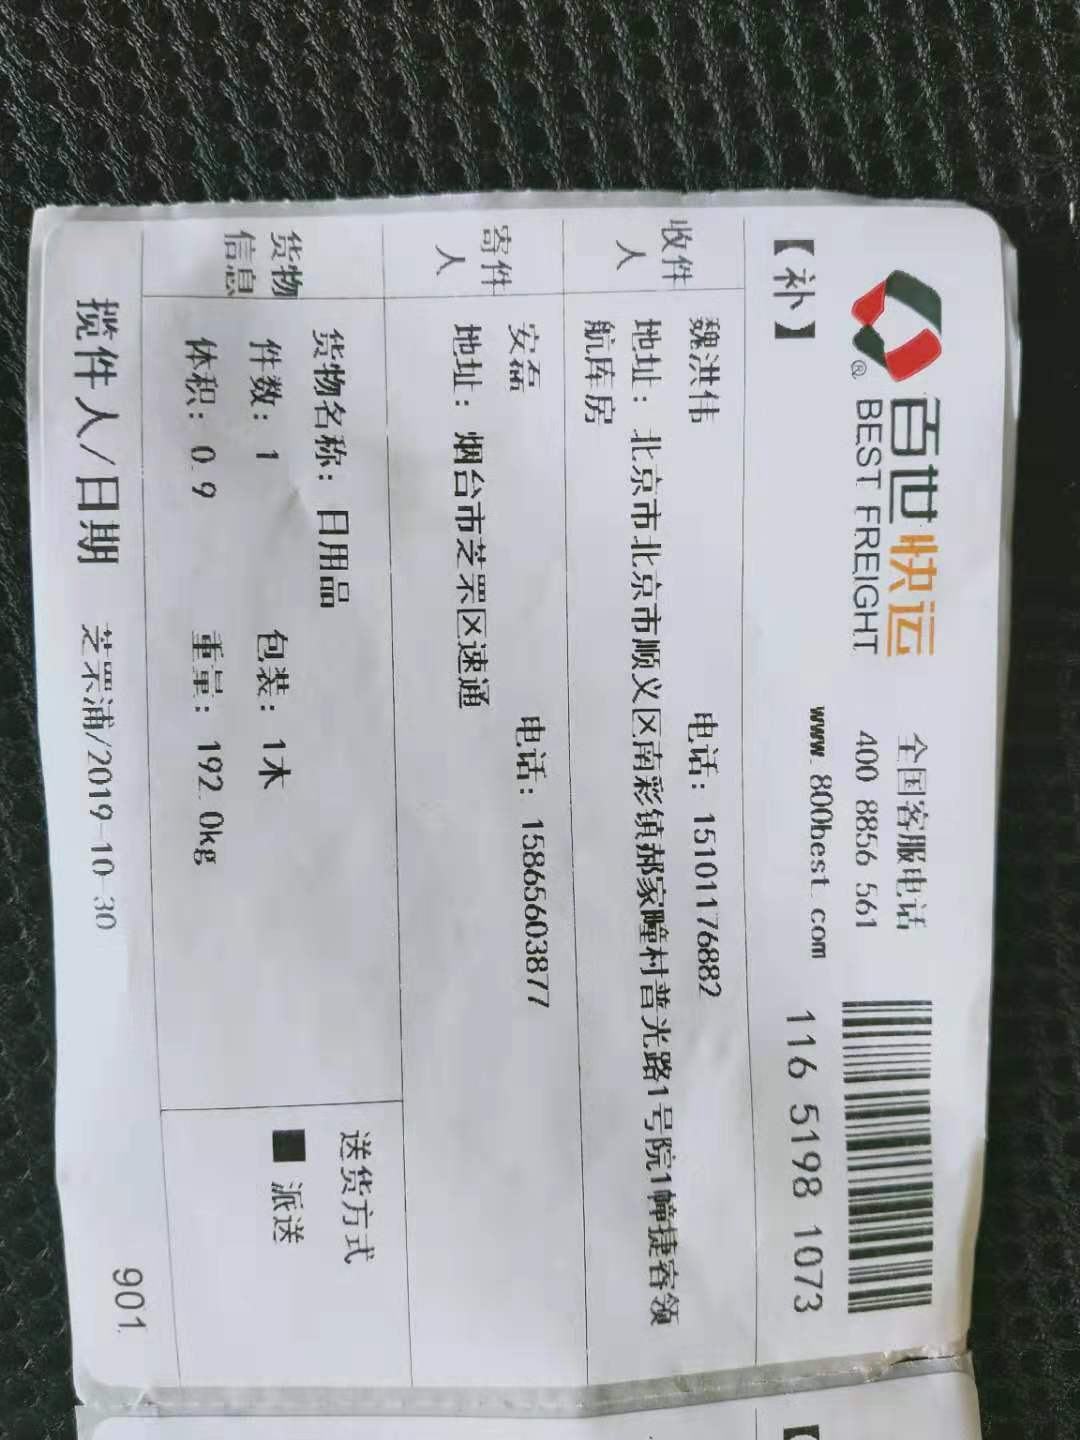 百世快运
BEST FREIGHT
®
全国客服电话
400 8856 561
www.800best.com
116 5198 1073
【补】
收件人
魏洪伟 电话: 15101176882
地址: 北京市北京市顺义区南彩镇郝家疃村普光路1号院1幢捷容领
航库房
寄件人
安磊 电话: 15865603877
地址: 烟台市芝罘区速通
货物信息
货物名称: 日用品
件数: 1 包装: 1木
体积: 0.9 重量: 192.0kg
送货方式
■ 派送
揽件人/日期 芝罘浦/2019-10-30
901